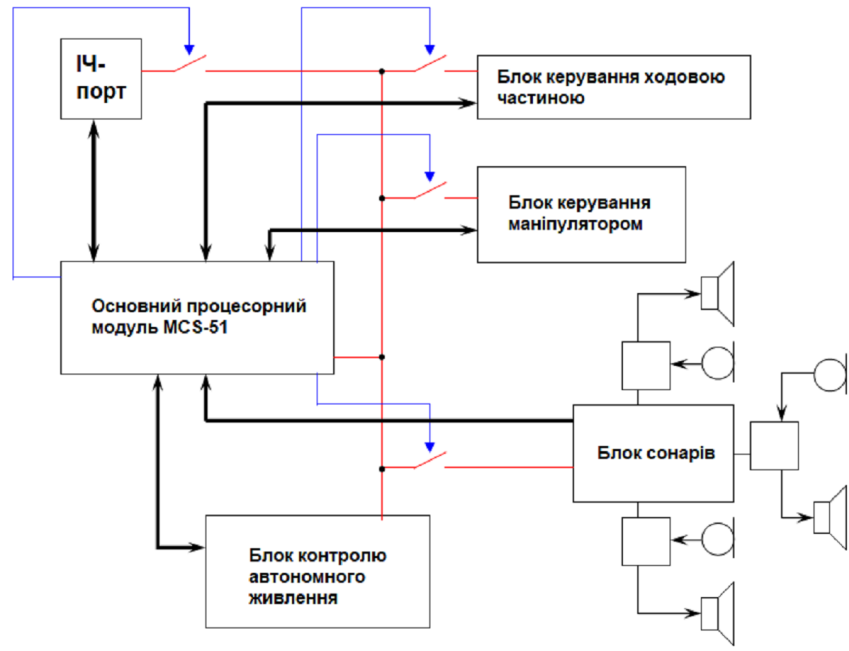 ІЧ-
порт
Блок керування ходовою
частиною
Блок керування
маніпулятором
Основний процесорний
модуль MCS-51
Блок сонарів
Блок контролю
автономного
живлення